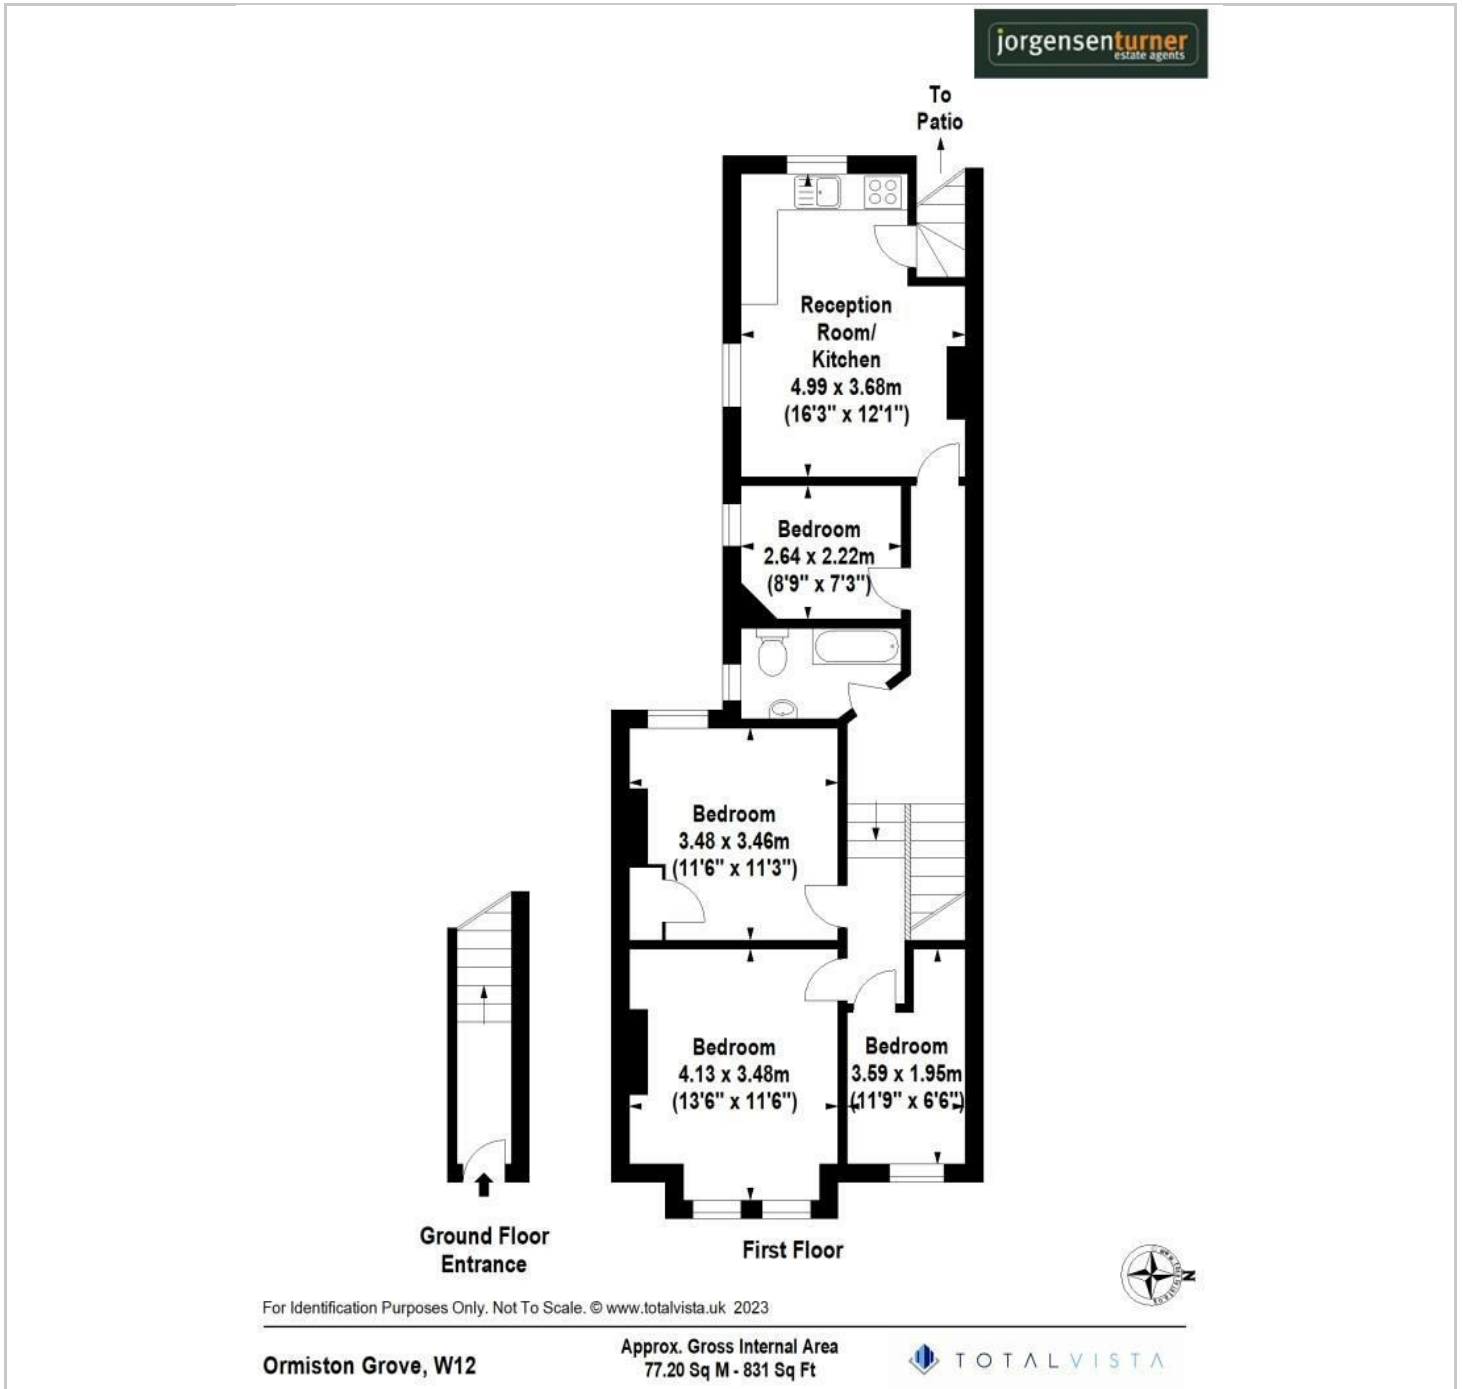 jorgensenturner
estate agents
To
Patio
Reception
Room/
Kitchen
4.99 x 3.68m
(16'3" x 12'1")
Bedroom
2.64 x 2.22m
(8'9" x 7'3")
Bedroom
3.48 x 3.46m
(11'6" x 11'3")
Bedroom
4.13 x 3.48m
(13'6" x 11'6")
Bedroom
3.59 x 1.95m
(11'9" x 6'6")
Ground Floor
Entrance
First Floor
N
For Identification Purposes Only. Not To Scale. © www.totalvista.uk 2023
Ormiston Grove, W12
Approx. Gross Internal Area
77.20 Sq M - 831 Sq Ft
TOTALVISTA